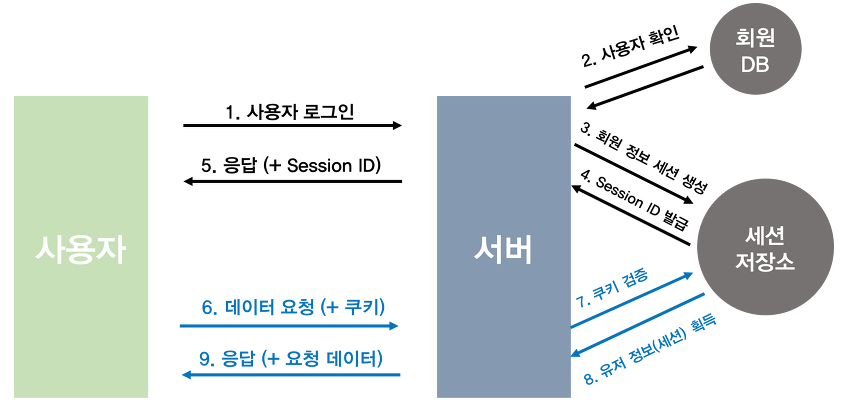 1. 사용자 로그인
2. 사용자 확인
회원
DB
3. 회원 정보 세션 생성
4. Session ID 발급
5. 응답 (+ Session ID)
사용자
서버
세션
저장소
6. 데이터 요청 (+ 쿠키)
7. 쿠키 검증
8. 유저 정보(세션) 획득
9. 응답 (+ 요청 데이터)